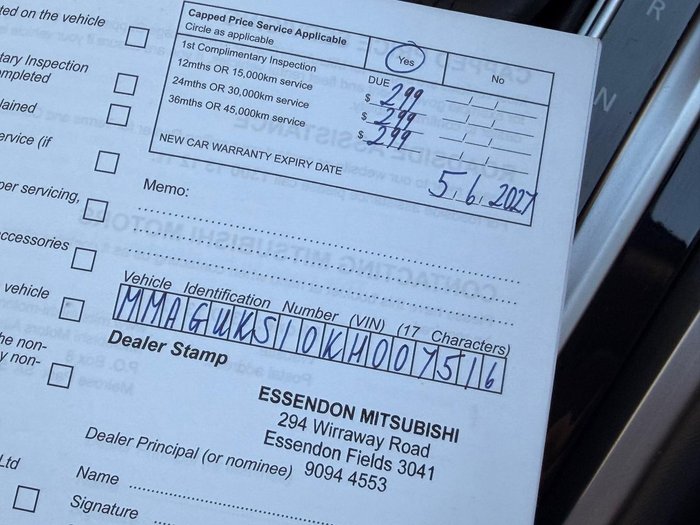 ted on the vehicle
tary Inspection
mpleted
lained
ervice (if
per servicing,
accessories
vehicle
he non-
y non-
Ltd
Capped Price Service Applicable
Circle as applicable Yes No
1st Complimentary Inspection DUE
12mths OR 15,000km service $ 299
24mths OR 30,000km service $ 299
36mths OR 45,000km service $ 299
NEW CAR WARRANTY EXPIRY DATE 5/6/2027
Memo:
Vehicle Identification Number (VIN) (17 Characters)
MMAGUKS10KH007516
Dealer Stamp
ESSENDON MITSUBISHI
294 Wirraway Road
Essendon Fields 3041
9094 4553
Dealer Principal (or nominee)
Name
Signature
R
N